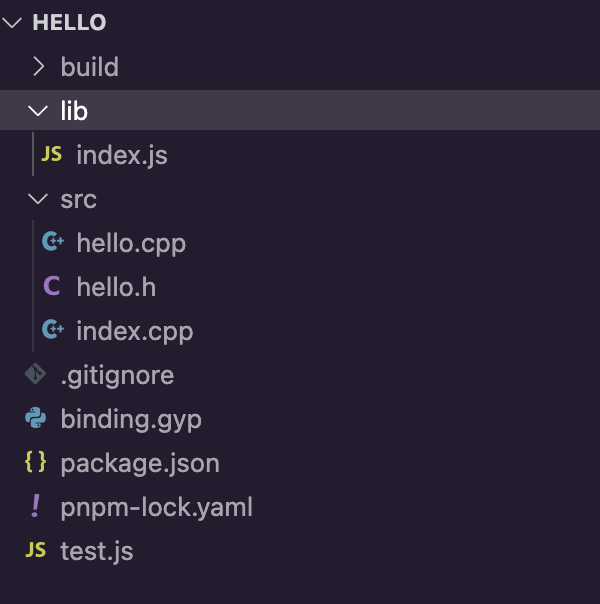 HELLO
build
lib
JS index.js
src
hello.cpp
C hello.h
index.cpp
.gitignore
binding.gyp
{} package.json
! pnpm-lock.yaml
JS test.js